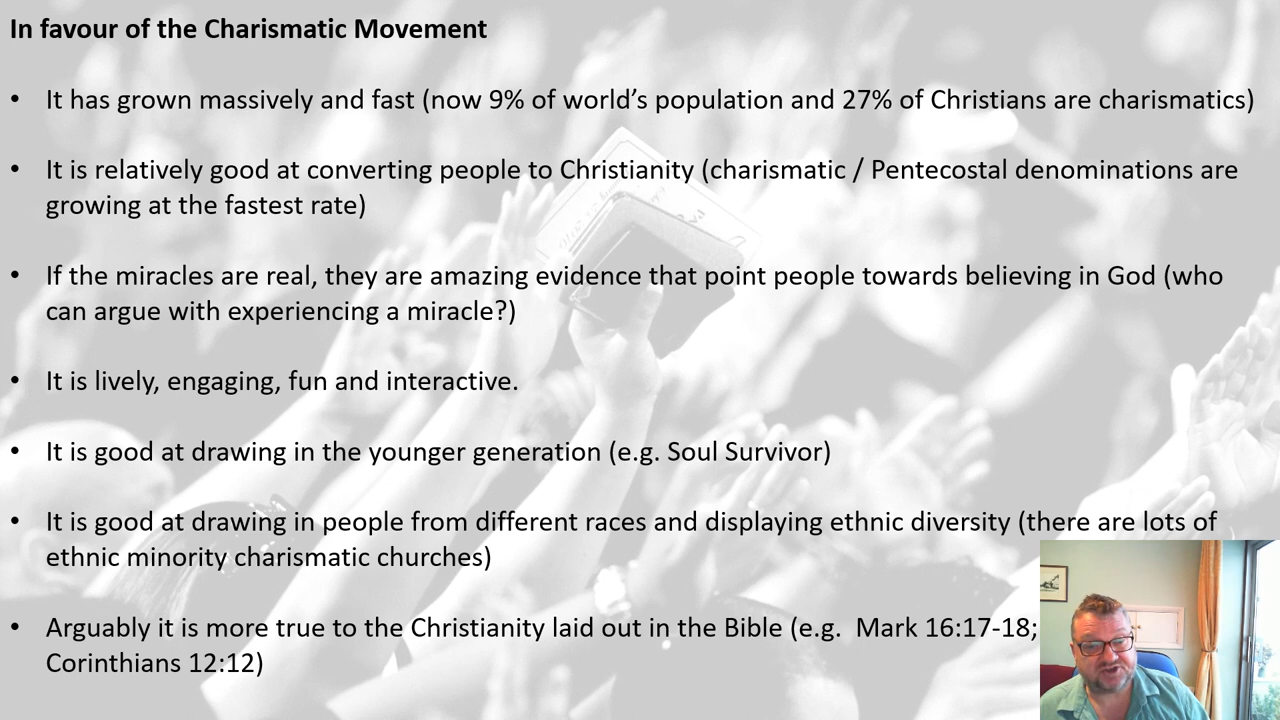 In favour of the Charismatic Movement
• It has grown massively and fast (now 9% of world’s population and 27% of Christians are charismatics)
• It is relatively good at converting people to Christianity (charismatic / Pentecostal denominations are
growing at the fastest rate)
• If the miracles are real, they are amazing evidence that point people towards believing in God (who
can argue with experiencing a miracle?)
• It is lively, engaging, fun and interactive.
• It is good at drawing in the younger generation (e.g. Soul Survivor)
• It is good at drawing in people from different races and displaying ethnic diversity (there are lots of
ethnic minority charismatic churches)
• Arguably it is more true to the Christianity laid out in the Bible (e.g.  Mark 16:17-18;
Corinthians 12:12)